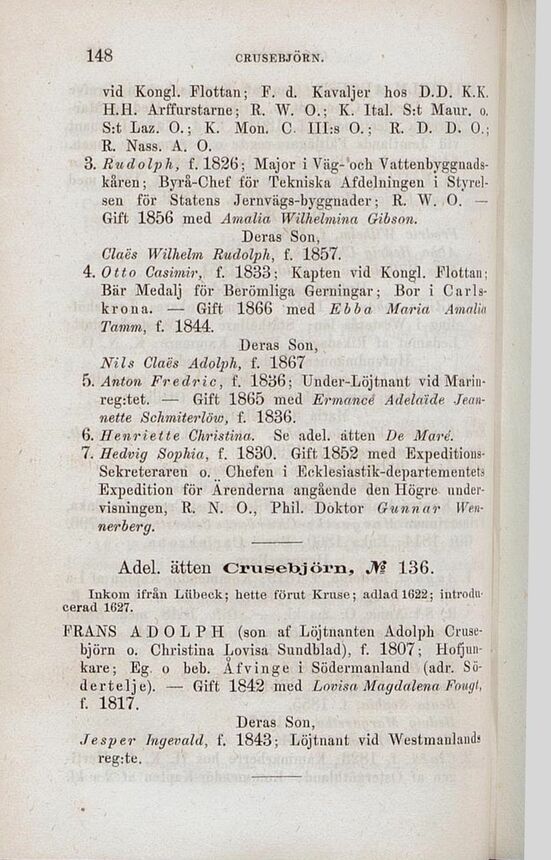 148 CRUSEBJÖRN.
vid Kongl. Flottan; F. d. Kavaljer hos D.D. K.K.
H.H. Arffurstarne; R. W. O.; K. Ital. S:t Maur. o.
S:t Laz. O.; K. Mon. C. III:s O.; R. D. D. O.;
R. Nass. A. O.
3. Rudolph, f. 1826; Major i Väg- och Vattenbyggnads-
kåren; Byrå-Chef för Tekniska Afdelningen i Styrel-
sen för Statens Jernvägs-byggnader; R. W. O. —
Gift 1856 med Amalia Wilhelmina Gibson.
Deras Son,
Claës Wilhelm Rudolph, f. 1857.
4. Otto Casimir, f. 1833; Kapten vid Kongl. Flottan;
Bär Medalj för Berömliga Gerningar; Bor i Carls-
krona. — Gift 1866 med Ebba Maria Amalia
Tamm, f. 1844.
Deras Son,
Nils Claës Adolph, f. 1867
5. Anton Fredric, f. 1836; Under-Löjtnant vid Marin-
reg:tet. — Gift 1865 med Ermancé Adelaïde Jean-
nette Schmiterlöw, f. 1836.
6. Henriette Christina. Se adel. ätten De Maré.
7. Hedvig Sophia, f. 1830. Gift 1852 med Expeditions-
Sekreteraren o. Chefen i Ecklesiastik-departementets
Expedition för Ärenderna angående den Högre under-
visningen, R. N. O., Phil. Doktor Gunnar Wen-
nerberg.
Adel. ätten Crusebjörn, № 136.
Inkom ifrån Lübeck; hette förut Kruse; adlad 1622; introdu-
cerad 1627.
FRANS ADOLPH (son af Löjtnanten Adolph Cruse-
björn o. Christina Lovisa Sundblad), f. 1807; Hofjun-
kare; Eg. o beb. Åfvinge i Södermanland (adr. Sö-
dertelje). — Gift 1842 med Lovisa Magdalena Fougt,
f. 1817.
Deras Son,
Jesper Ingevald, f. 1843; Löjtnant vid Westmanlands
reg:te.